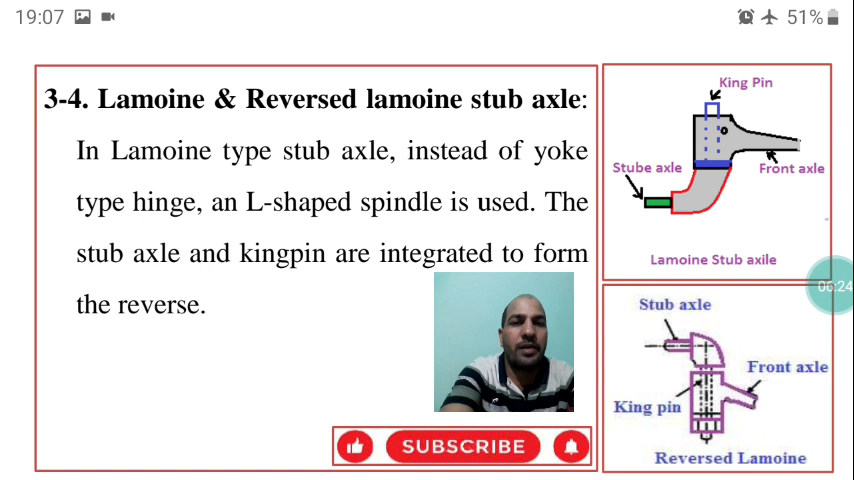 19:07
51%
3-4. Lamoine & Reversed lamoine stub axle:
In Lamoine type stub axle, instead of yoke
type hinge, an L-shaped spindle is used. The
stub axle and kingpin are integrated to form
the reverse.
SUBSCRIBE
King Pin
Stube axle
Front axle
Lamoine Stub axile
06:24
Stub axle
Front axle
King pin
Reversed Lamoine